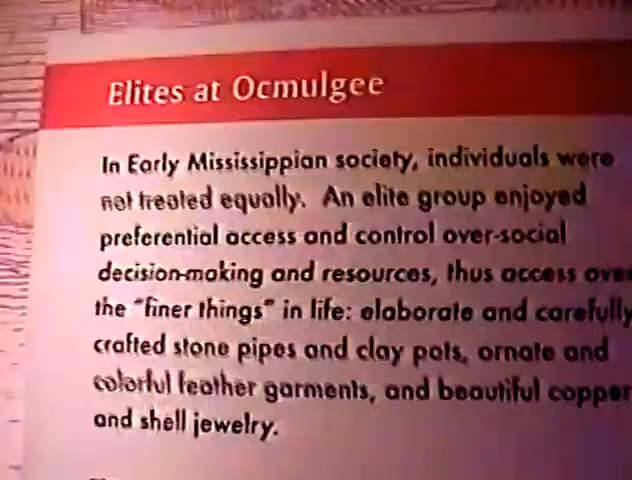 Elites at Ocmulgee
In Early Mississippian society, individuals were
not treated equally. An elite group enjoyed
preferential access and control over-social
decision-making and resources, thus access over
the "finer things" in life: elaborate and carefully
crafted stone pipes and clay pots, ornate and
colorful feather garments, and beautiful copper
and shell jewelry.